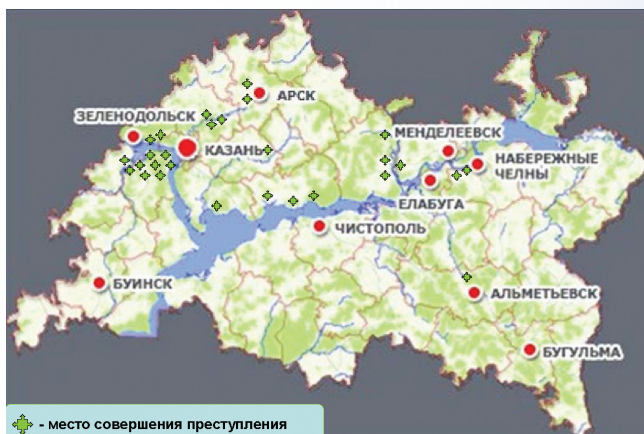 АРСК
ЗЕЛЕНОДОЛЬСК
КАЗАНЬ
МЕНДЕЛЕЕВСК
НАБЕРЕЖНЫЕ
ЧЕЛНЫ
ЕЛАБУГА
ЧИСТОПОЛЬ
БУИНСК
АЛЬМЕТЬЕВСК
БУГУЛЬМА
- место совершения преступления